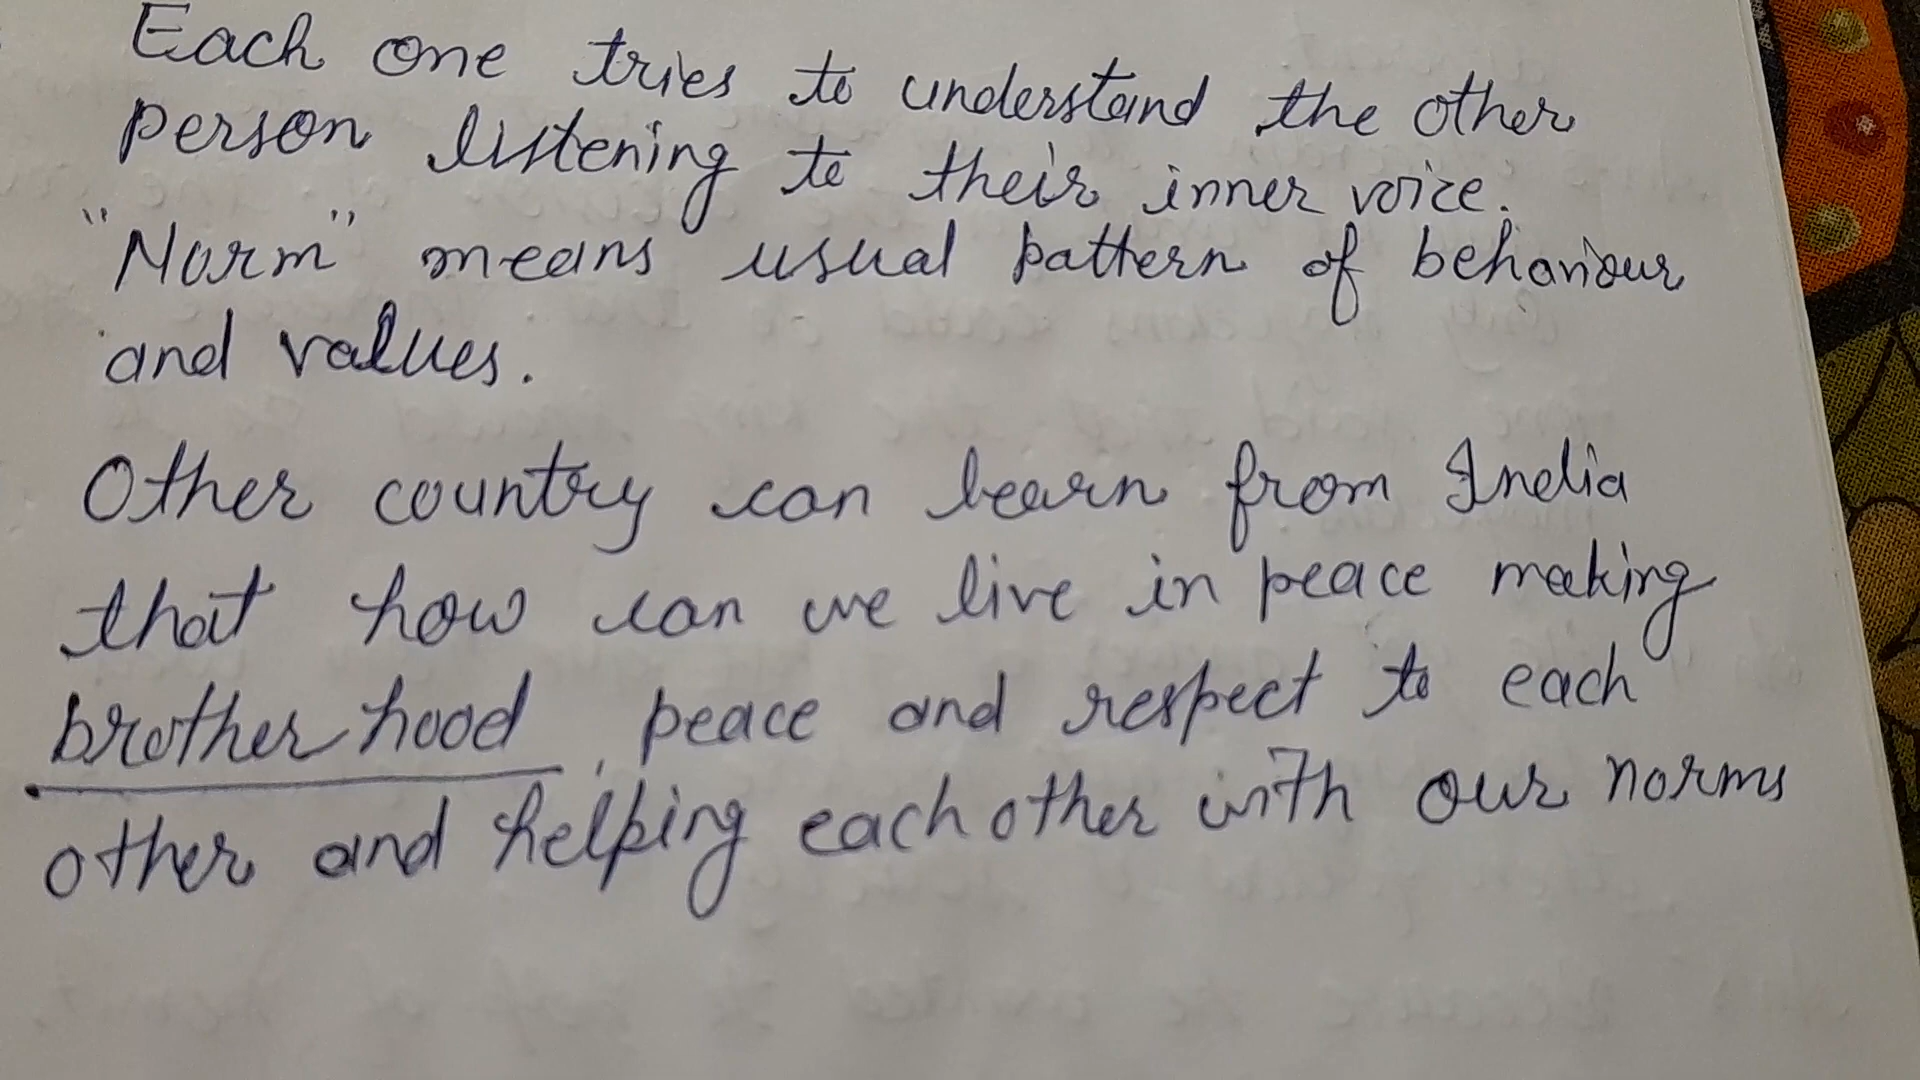 Each one tries to understand the other
person listening to their inner voice.
"Norm" means usual pattern of behaviour
and values.
Other country can learn from India
that how can we live in peace making
brother hood, peace and respect to each
other and helping each other with our norms